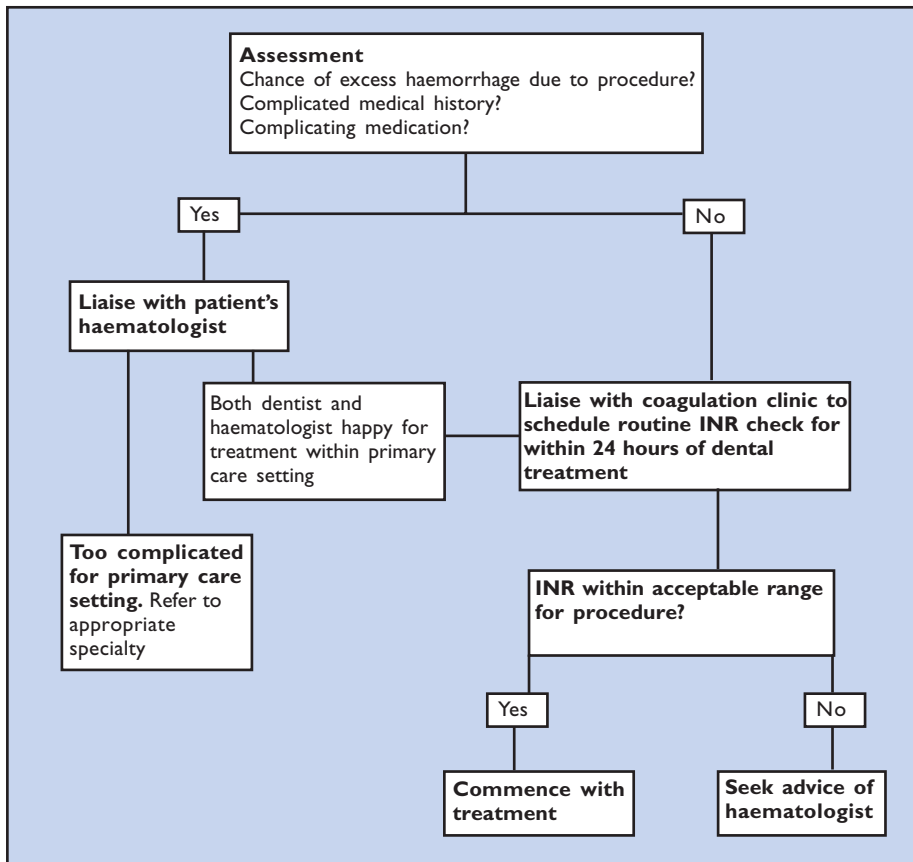 Assessment
Chance of excess haemorrhage due to procedure?
Complicated medical history?
Complicating medication?
Yes
No
Liaise with patient's
haematologist
Both dentist and
haematologist happy for
treatment within primary
care setting
Liaise with coagulation clinic to
schedule routine INR check for
within 24 hours of dental
treatment
Too complicated
for primary care
setting. Refer to
appropriate
specialty
INR within acceptable range
for procedure?
Yes
No
Commence with
treatment
Seek advice of
haematologist